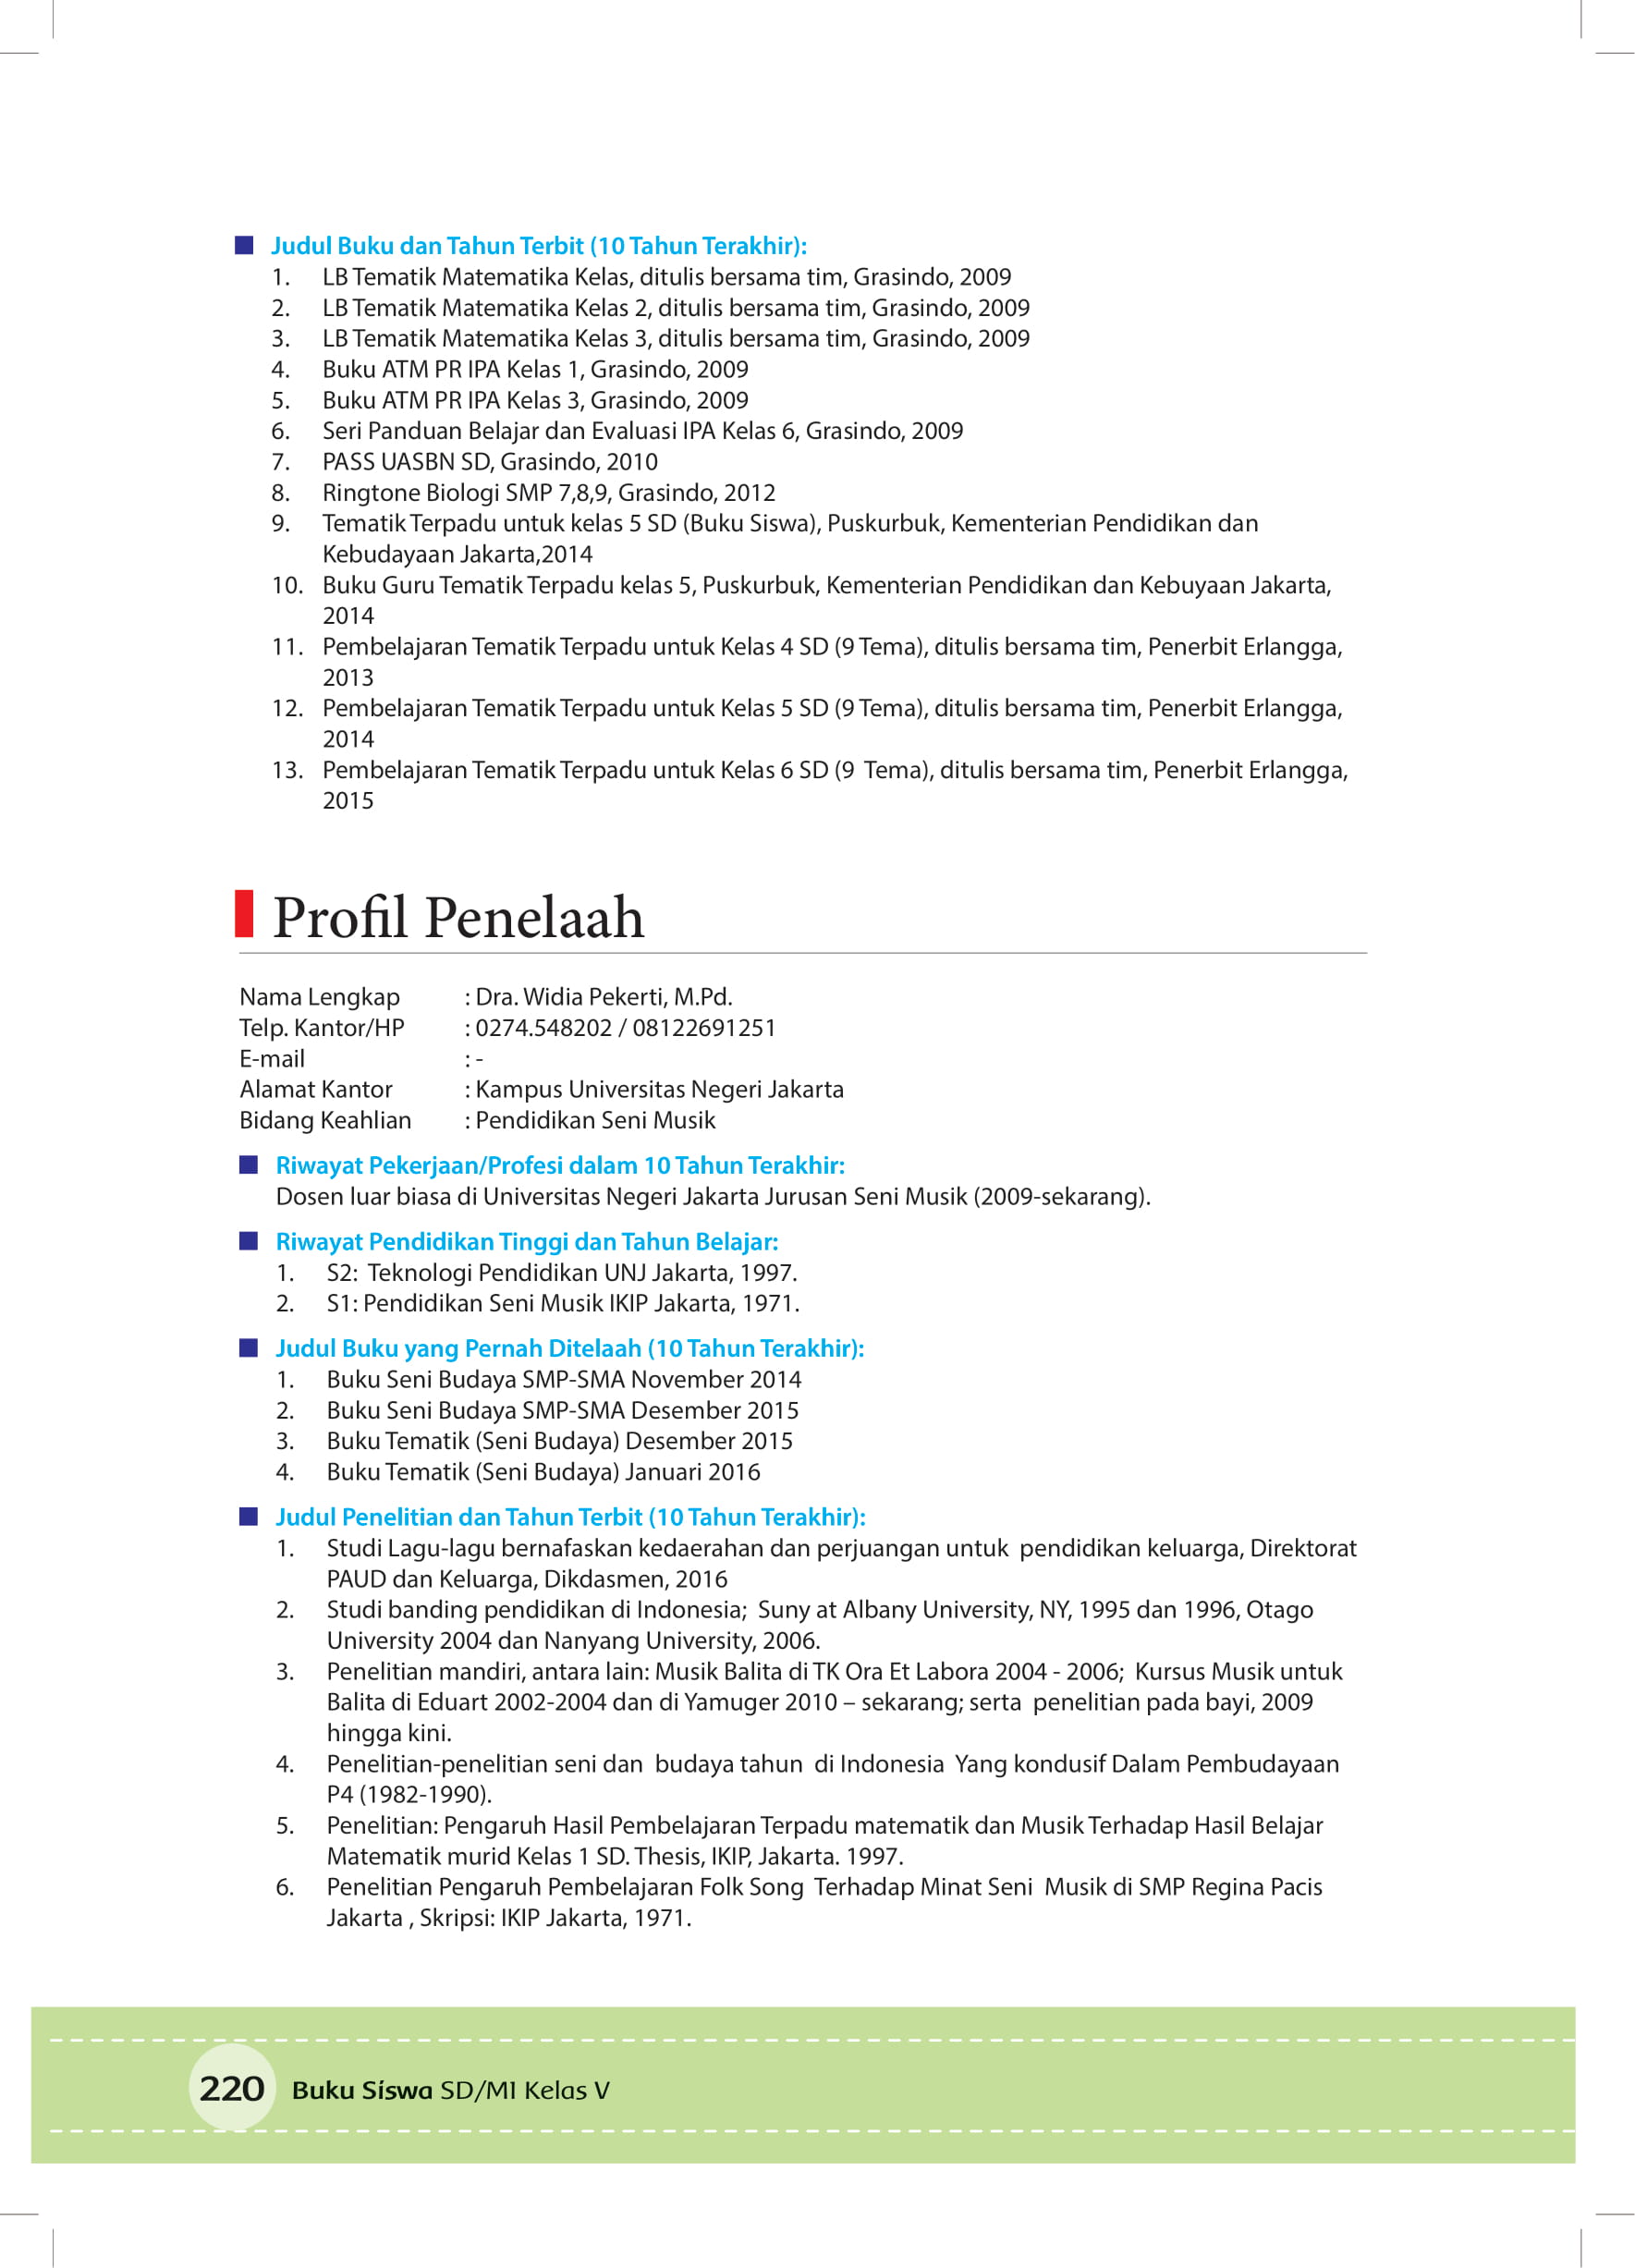 Judul Buku dan Tahun Terbit (10 Tahun Terakhir):
1. LB Tematik Matematika Kelas, ditulis bersama tim, Grasindo, 2009
2. LB Tematik Matematika Kelas 2, ditulis bersama tim, Grasindo, 2009
3. LB Tematik Matematika Kelas 3, ditulis bersama tim, Grasindo, 2009
4. Buku ATM PR IPA Kelas 1, Grasindo, 2009
5. Buku ATM PR IPA Kelas 3, Grasindo, 2009
6. Seri Panduan Belajar dan Evaluasi IPA Kelas 6, Grasindo, 2009
7. PASS UASBN SD, Grasindo, 2010
8. Ringtone Biologi SMP 7,8,9, Grasindo, 2012
9. Tematik Terpadu untuk kelas 5 SD (Buku Siswa), Puskurbuk, Kementerian Pendidikan dan
Kebudayaan Jakarta,2014
10. Buku Guru Tematik Terpadu kelas 5, Puskurbuk, Kementerian Pendidikan dan Kebuyaan Jakarta,
2014
11. Pembelajaran Tematik Terpadu untuk Kelas 4 SD (9 Tema), ditulis bersama tim, Penerbit Erlangga,
2013
12. Pembelajaran Tematik Terpadu untuk Kelas 5 SD (9 Tema), ditulis bersama tim, Penerbit Erlangga,
2014
13. Pembelajaran Tematik Terpadu untuk Kelas 6 SD (9 Tema), ditulis bersama tim, Penerbit Erlangga,
2015
Profil Penelaah
Nama Lengkap : Dra. Widia Pekerti, M.Pd.
Telp. Kantor/HP : 0274.548202 / 08122691251
E-mail : -
Alamat Kantor : Kampus Universitas Negeri Jakarta
Bidang Keahlian : Pendidikan Seni Musik
Riwayat Pekerjaan/Profesi dalam 10 Tahun Terakhir:
Dosen luar biasa di Universitas Negeri Jakarta Jurusan Seni Musik (2009-sekarang).
Riwayat Pendidikan Tinggi dan Tahun Belajar:
1. S2: Teknologi Pendidikan UNJ Jakarta, 1997.
2. S1: Pendidikan Seni Musik IKIP Jakarta, 1971.
Judul Buku yang Pernah Ditelaah (10 Tahun Terakhir):
1. Buku Seni Budaya SMP-SMA November 2014
2. Buku Seni Budaya SMP-SMA Desember 2015
3. Buku Tematik (Seni Budaya) Desember 2015
4. Buku Tematik (Seni Budaya) Januari 2016
Judul Penelitian dan Tahun Terbit (10 Tahun Terakhir):
1. Studi Lagu-lagu bernafaskan kedaerahan dan perjuangan untuk pendidikan keluarga, Direktorat
PAUD dan Keluarga, Dikdasmen, 2016
2. Studi banding pendidikan di Indonesia; Suny at Albany University, NY, 1995 dan 1996, Otago
University 2004 dan Nanyang University, 2006.
3. Penelitian mandiri, antara lain: Musik Balita di TK Ora Et Labora 2004 - 2006; Kursus Musik untuk
Balita di Eduart 2002-2004 dan di Yamuger 2010 – sekarang; serta penelitian pada bayi, 2009
hingga kini.
4. Penelitian-penelitian seni dan budaya tahun di Indonesia Yang kondusif Dalam Pembudayaan
P4 (1982-1990).
5. Penelitian: Pengaruh Hasil Pembelajaran Terpadu matematik dan Musik Terhadap Hasil Belajar
Matematik murid Kelas 1 SD. Thesis, IKIP, Jakarta. 1997.
6. Penelitian Pengaruh Pembelajaran Folk Song Terhadap Minat Seni Musik di SMP Regina Pacis
Jakarta , Skripsi: IKIP Jakarta, 1971.
220 Buku Siswa SD/MI Kelas V